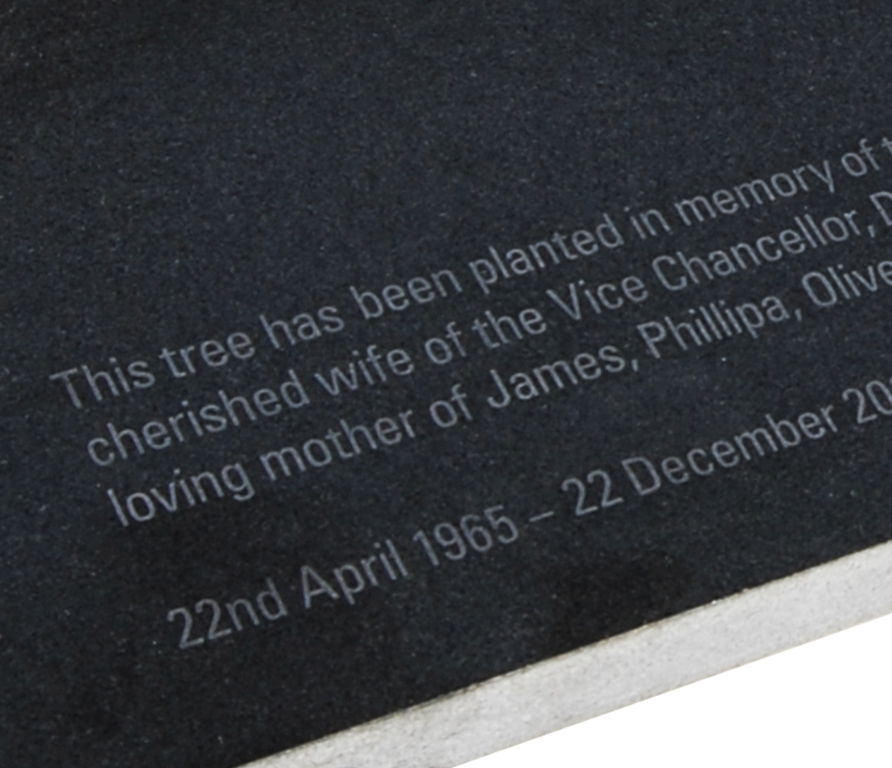 This tree has been planted in memory of
cherished wife of the Vice Chancellor,
loving mother of James, Phillipa,
22nd April 1965 – 22 December